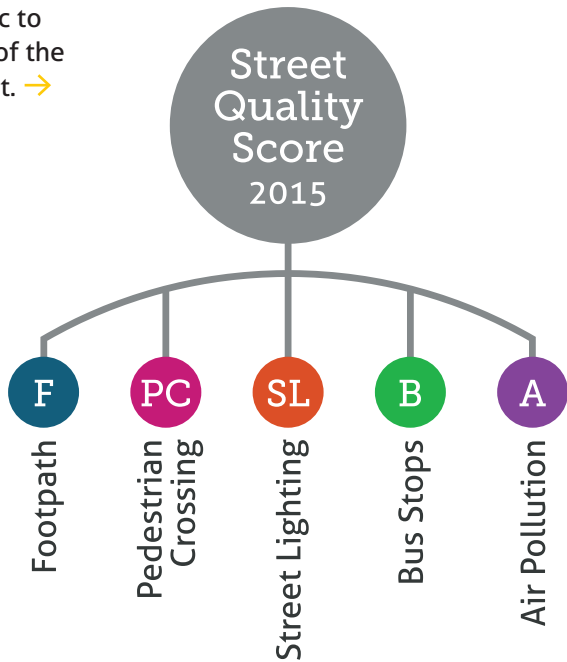 c to
of the
t. →
Street
Quality
Score
2015
F
PC
SL
B
A
Footpath
Pedestrian
Crossing
Street Lighting
Bus Stops
Air Pollution